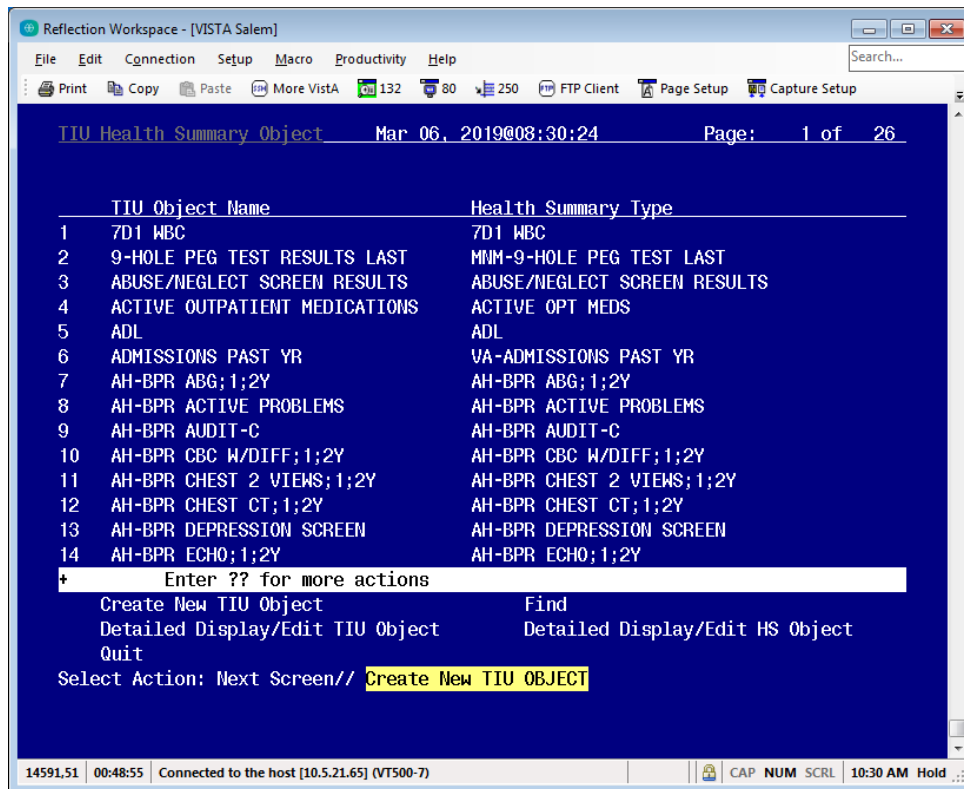 Reflection Workspace - [VISTA Salem]
File Edit Connection Setup Macro Productivity Help Search...
Print Copy Paste More VistA 132 80 250 FTP Client Page Setup Capture Setup
TIU Health Summary Object Mar 06, 2019@08:30:24 Page: 1 of 26
TIU Object Name Health Summary Type
1 7D1 WBC 7D1 WBC
2 9-HOLE PEG TEST RESULTS LAST MNM-9-HOLE PEG TEST LAST
3 ABUSE/NEGLECT SCREEN RESULTS ABUSE/NEGLECT SCREEN RESULTS
4 ACTIVE OUTPATIENT MEDICATIONS ACTIVE OPT MEDS
5 ADL ADL
6 ADMISSIONS PAST YR VA-ADMISSIONS PAST YR
7 AH-BPR ABG;1;2Y AH-BPR ABG;1;2Y
8 AH-BPR ACTIVE PROBLEMS AH-BPR ACTIVE PROBLEMS
9 AH-BPR AUDIT-C AH-BPR AUDIT-C
10 AH-BPR CBC W/DIFF;1;2Y AH-BPR CBC W/DIFF;1;2Y
11 AH-BPR CHEST 2 VIEWS;1;2Y AH-BPR CHEST 2 VIEWS;1;2Y
12 AH-BPR CHEST CT;1;2Y AH-BPR CHEST CT;1;2Y
13 AH-BPR DEPRESSION SCREEN AH-BPR DEPRESSION SCREEN
14 AH-BPR ECHO;1;2Y AH-BPR ECHO;1;2Y
+ Enter ?? for more actions
Create New TIU Object Find
Detailed Display/Edit TIU Object Detailed Display/Edit HS Object
Quit
Select Action: Next Screen// Create New TIU OBJECT
14591,51 00:48:55 Connected to the host [10.5.21.65] (VT500-7) CAP NUM SCRL 10:30 AM Hold